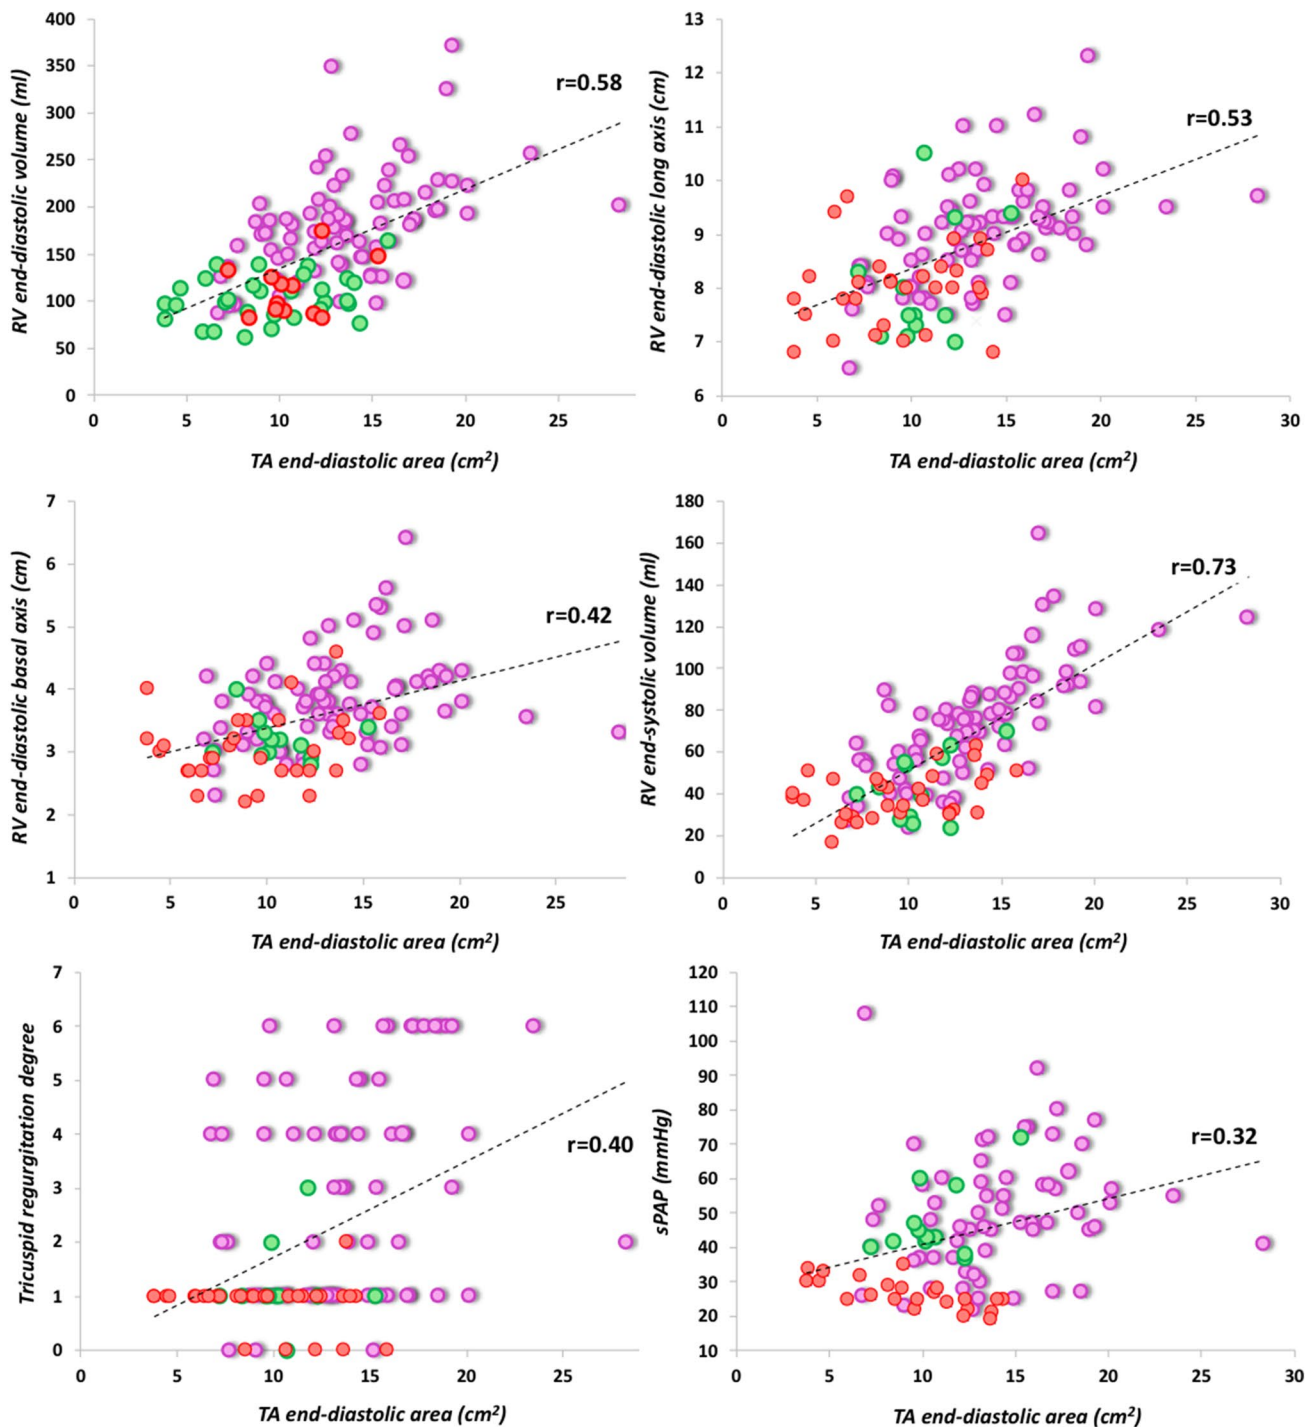 400
350
300
250
200
150
100
50
0
RV end-diastolic volume (ml)
r=0.58
0 5 10 15 20 25
TA end-diastolic area (cm²)
13
12
11
10
9
8
7
6
RV end-diastolic long axis (cm)
r=0.53
0 5 10 15 20 25 30
TA end-diastolic area (cm²)
7
6
5
4
3
2
1
RV end-diastolic basal axis (cm)
r=0.42
0 5 10 15 20 25
TA end-diastolic area (cm²)
180
160
140
120
100
80
60
40
20
0
RV end-systolic volume (ml)
r=0.73
0 5 10 15 20 25 30
TA end-diastolic area (cm²)
7
6
5
4
3
2
1
0
Tricuspid regurgitation degree
r=0.40
0 5 10 15 20 25
TA end-diastolic area (cm²)
120
110
100
90
80
70
60
50
40
30
20
10
sPAP (mmHg)
r=0.32
0 5 10 15 20 25 30
TA end-diastolic area (cm²)